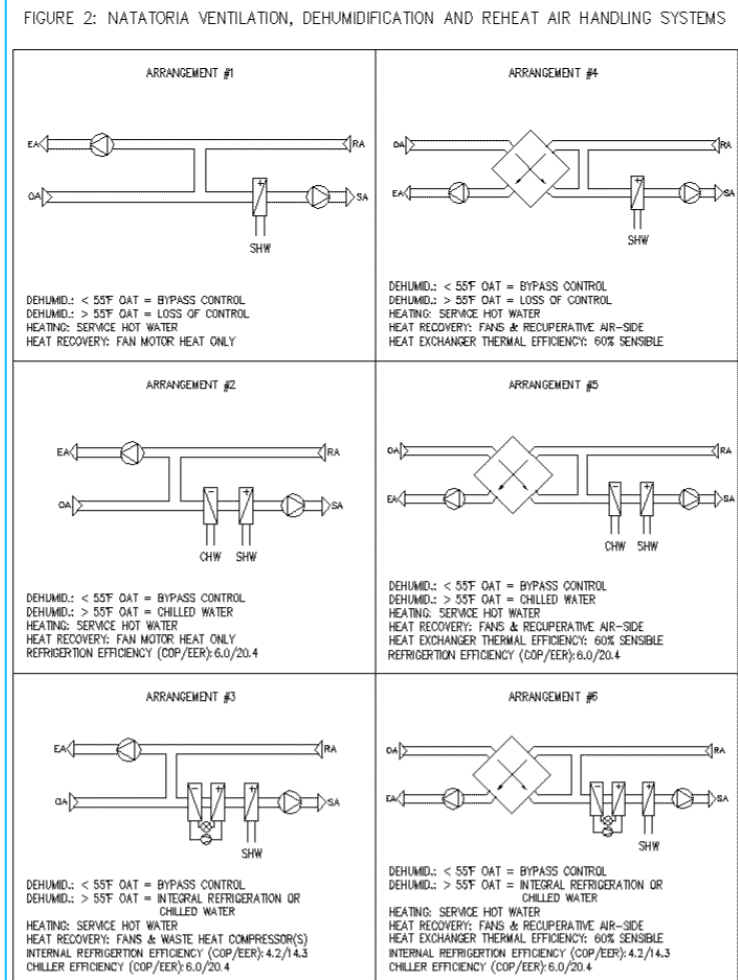 FIGURE 2: NATATORIA VENTILATION, DEHUMIDIFICATION AND REHEAT AIR HANDLING SYSTEMS
ARRANGEMENT #1
EA
RA
OA
SA
SHW
DEHUMID.: < 55°F OAT = BYPASS CONTROL
DEHUMID.: > 55°F OAT = LOSS OF CONTROL
HEATING: SERVICE HOT WATER
HEAT RECOVERY: FAN MOTOR HEAT ONLY
ARRANGEMENT #4
OA
RA
EA
SA
SHW
DEHUMID.: < 55°F OAT = BYPASS CONTROL
DEHUMID.: > 55°F OAT = LOSS OF CONTROL
HEATING: SERVICE HOT WATER
HEAT RECOVERY: FANS & RECUPERATIVE AIR-SIDE
HEAT EXCHANGER THERMAL EFFICIENCY: 60% SENSIBLE
ARRANGEMENT #2
EA
RA
OA
SA
CHW SHW
DEHUMID.: < 55°F OAT = BYPASS CONTROL
DEHUMID.: > 55°F OAT = CHILLED WATER
HEATING: SERVICE HOT WATER
HEAT RECOVERY: FAN MOTOR HEAT ONLY
REFRIGERTION EFFICIENCY (COP/EER): 6.0/20.4
ARRANGEMENT #5
OA
RA
EA
SA
CHW SHW
DEHUMID.: < 55°F OAT = BYPASS CONTROL
DEHUMID.: > 55°F OAT = CHILLED WATER
HEATING: SERVICE HOT WATER
HEAT RECOVERY: FANS & RECUPERATIVE AIR-SIDE
HEAT EXCHANGER THERMAL EFFICIENCY: 60% SENSIBLE
REFRIGERTION EFFICIENCY (COP/EER): 6.0/20.4
ARRANGEMENT #3
EA
RA
OA
SA
SHW
DEHUMID.: < 55°F OAT = BYPASS CONTROL
DEHUMID.: > 55°F OAT = INTEGRAL REFRIGERATION OR
CHILLED WATER
HEATING: SERVICE HOT WATER
HEAT RECOVERY: FANS & WASTE HEAT COMPRESSOR(S)
INTERNAL REFRIGERTION EFFICIENCY (COP/EER): 4.2/14.3
CHILLER EFFICIENCY (COP/EER): 6.0/20.4
ARRANGEMENT #6
OA
RA
EA
SA
SHW
DEHUMID.: < 55°F OAT = BYPASS CONTROL
DEHUMID.: > 55°F OAT = INTEGRAL REFRIGERATION OR
CHILLED WATER
HEATING: SERVICE HOT WATER
HEAT RECOVERY: FANS & RECUPERATIVE AIR-SIDE
HEAT EXCHANGER THERMAL EFFICIENCY: 60% SENSIBLE
INTERNAL REFRIGERTION EFFICIENCY (COP/EER): 4.2/14.3
CHILLER EFFICIENCY (COP/EER): 6.0/20.4